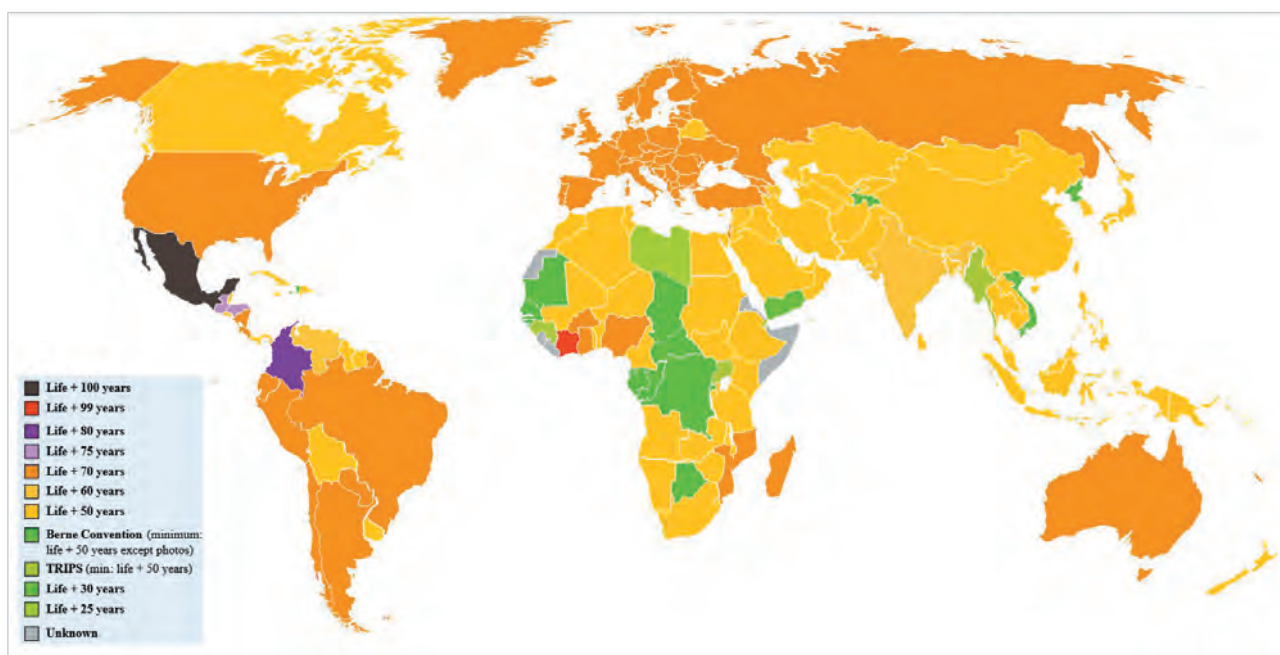 Life + 100 years
Life + 99 years
Life + 80 years
Life + 75 years
Life + 70 years
Life + 60 years
Life + 50 years
Berne Convention (minimum:
life + 50 years except photos)
TRIPS (min: life + 50 years)
Life + 30 years
Life + 25 years
Unknown